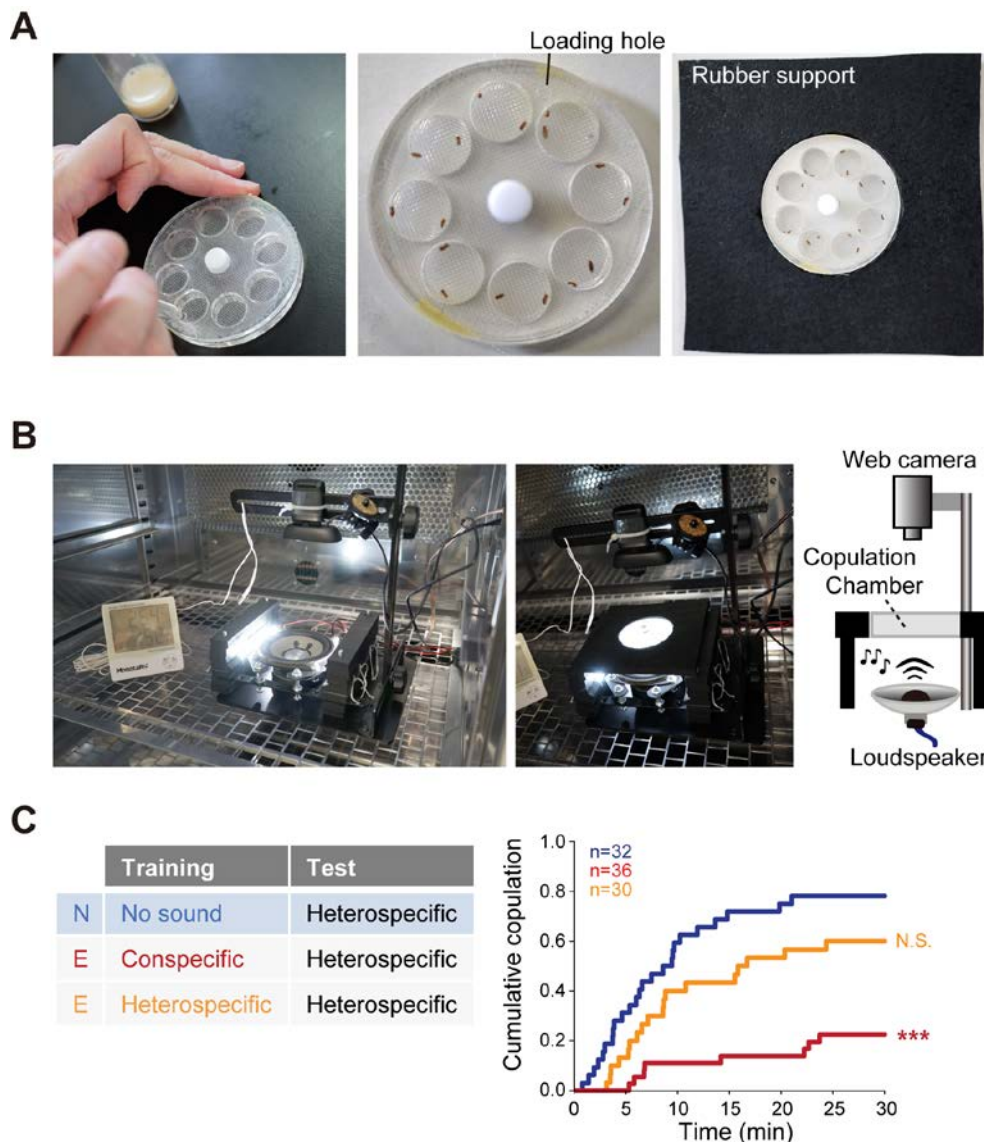 A
Loading hole
Rubber support
B
Web camera
Copulation
Chamber
Loudspeaker
C
Training Test
N No sound Heterospecific
E Conspecific Heterospecific
E Heterospecific Heterospecific
Cumulative copulation
1.0
0.8
0.6
0.4
0.2
0.0
n=32
n=36
n=30
N.S.
***
0 5 10 15 20 25 30
Time (min)